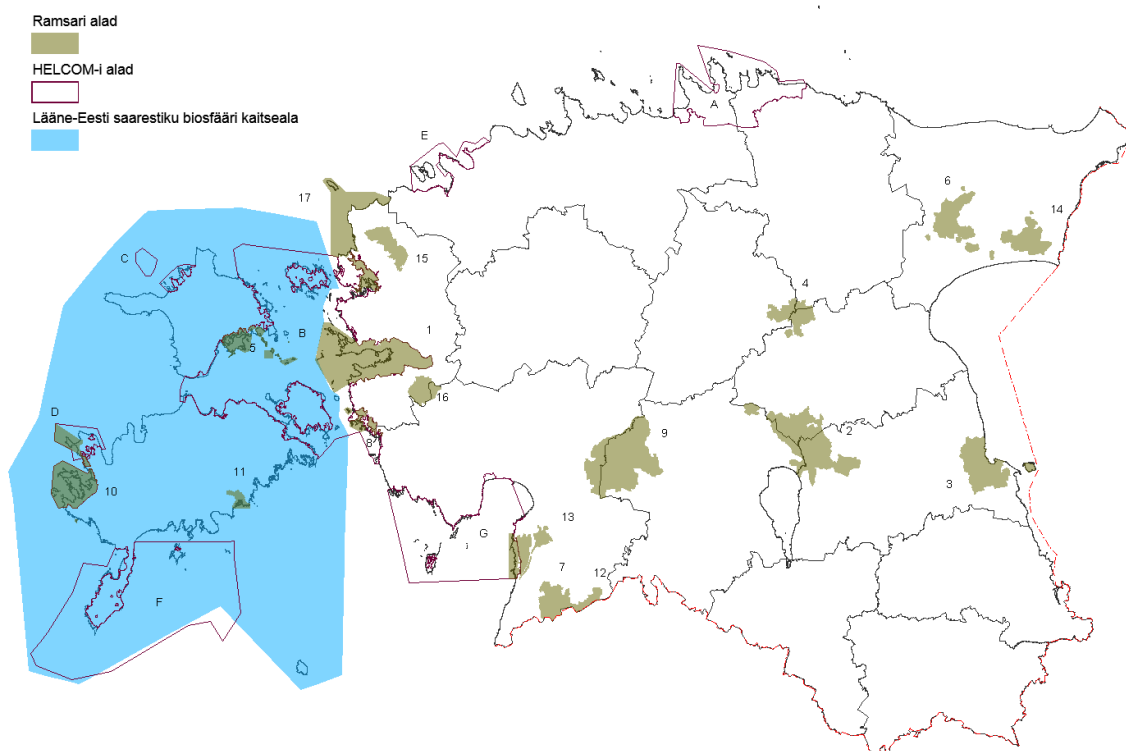 Ramsari alad
HELCOM-i alad
Lääne-Eesti saarestiku biosfääri kaitseala
A
E
6
17
14
C
15
4
1
B
5
16
D
8
9
2
11
10
3
13
G
7
12
F